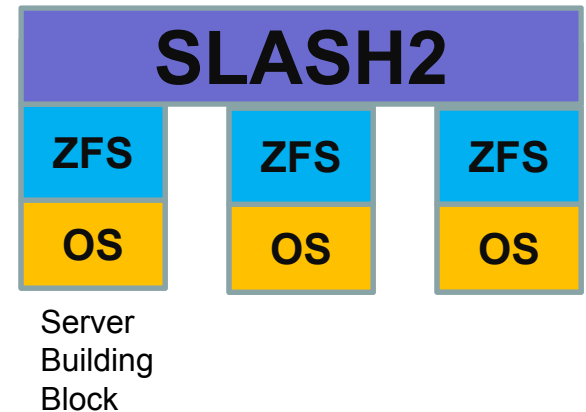 SLASH2
ZFS ZFS ZFS
OS OS OS
Server
Building
Block